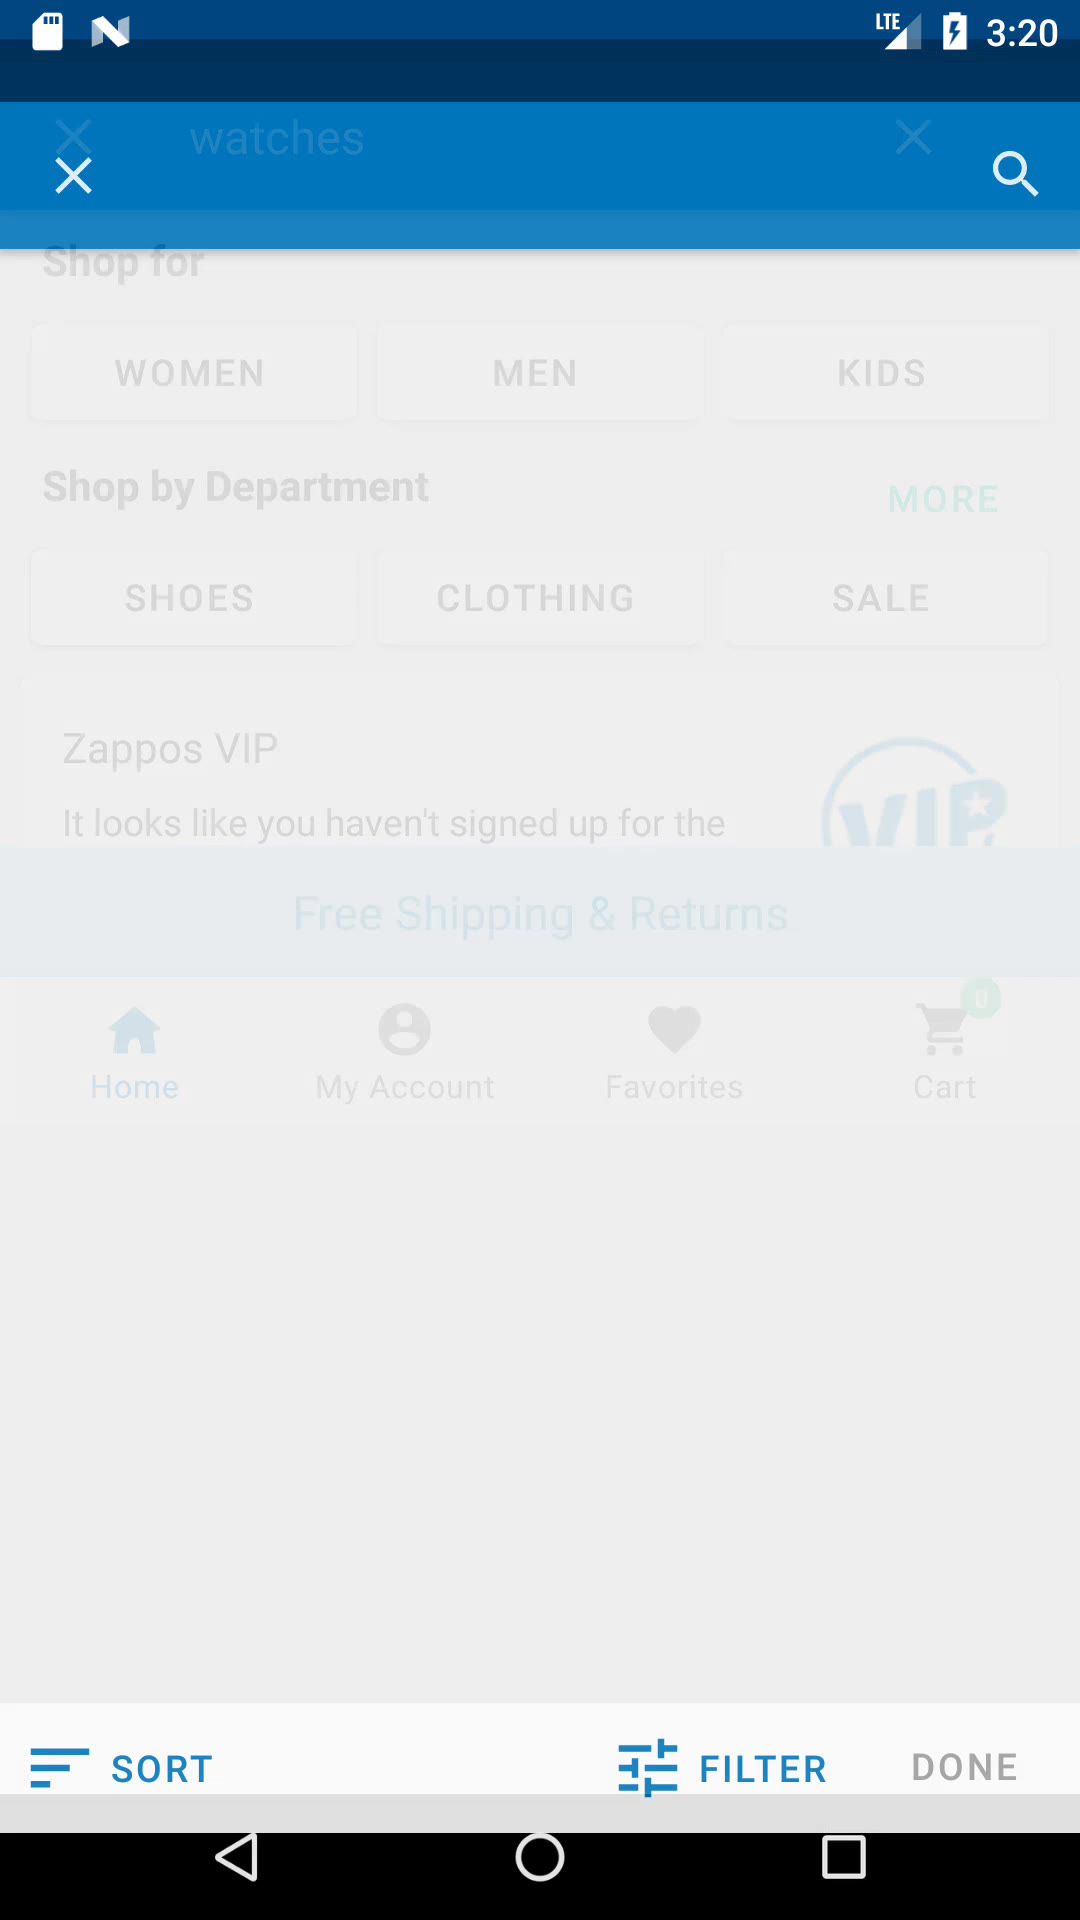 LTE 3:20
watches
Shop for
WOMEN MEN KIDS
Shop by Department MORE
SHOES CLOTHING SALE
Zappos VIP
It looks like you haven't signed up for the
VIP
Free Shipping & Returns
0
Home My Account Favorites Cart
SORT FILTER DONE